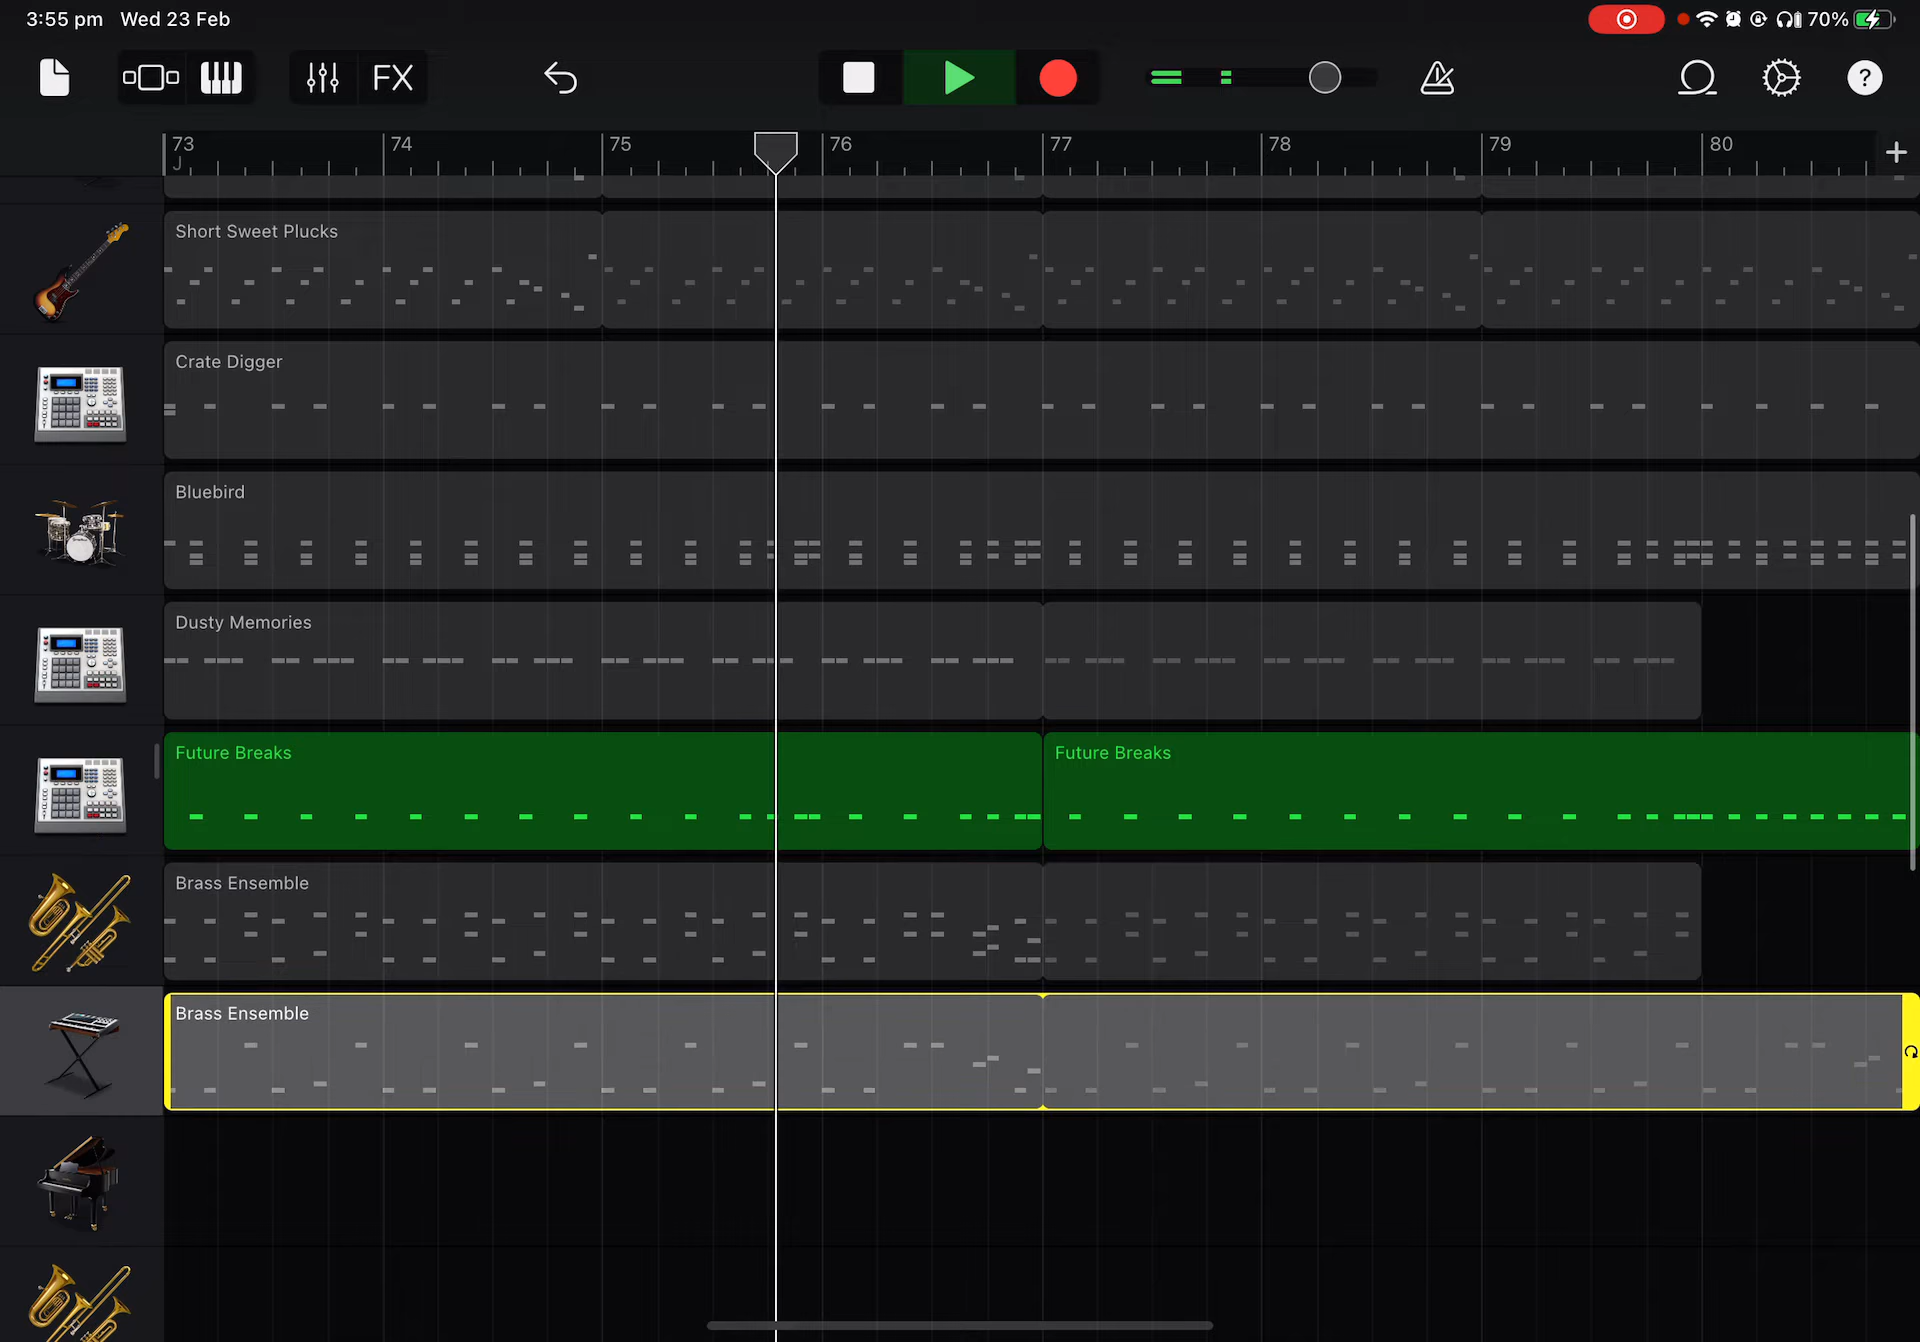 3:55 pm Wed 23 Feb
70%
FX
?
73 74 75 76 77 78 79 80
J
Short Sweet Plucks
Crate Digger
Bluebird
Dusty Memories
Future Breaks Future Breaks
Brass Ensemble
Brass Ensemble